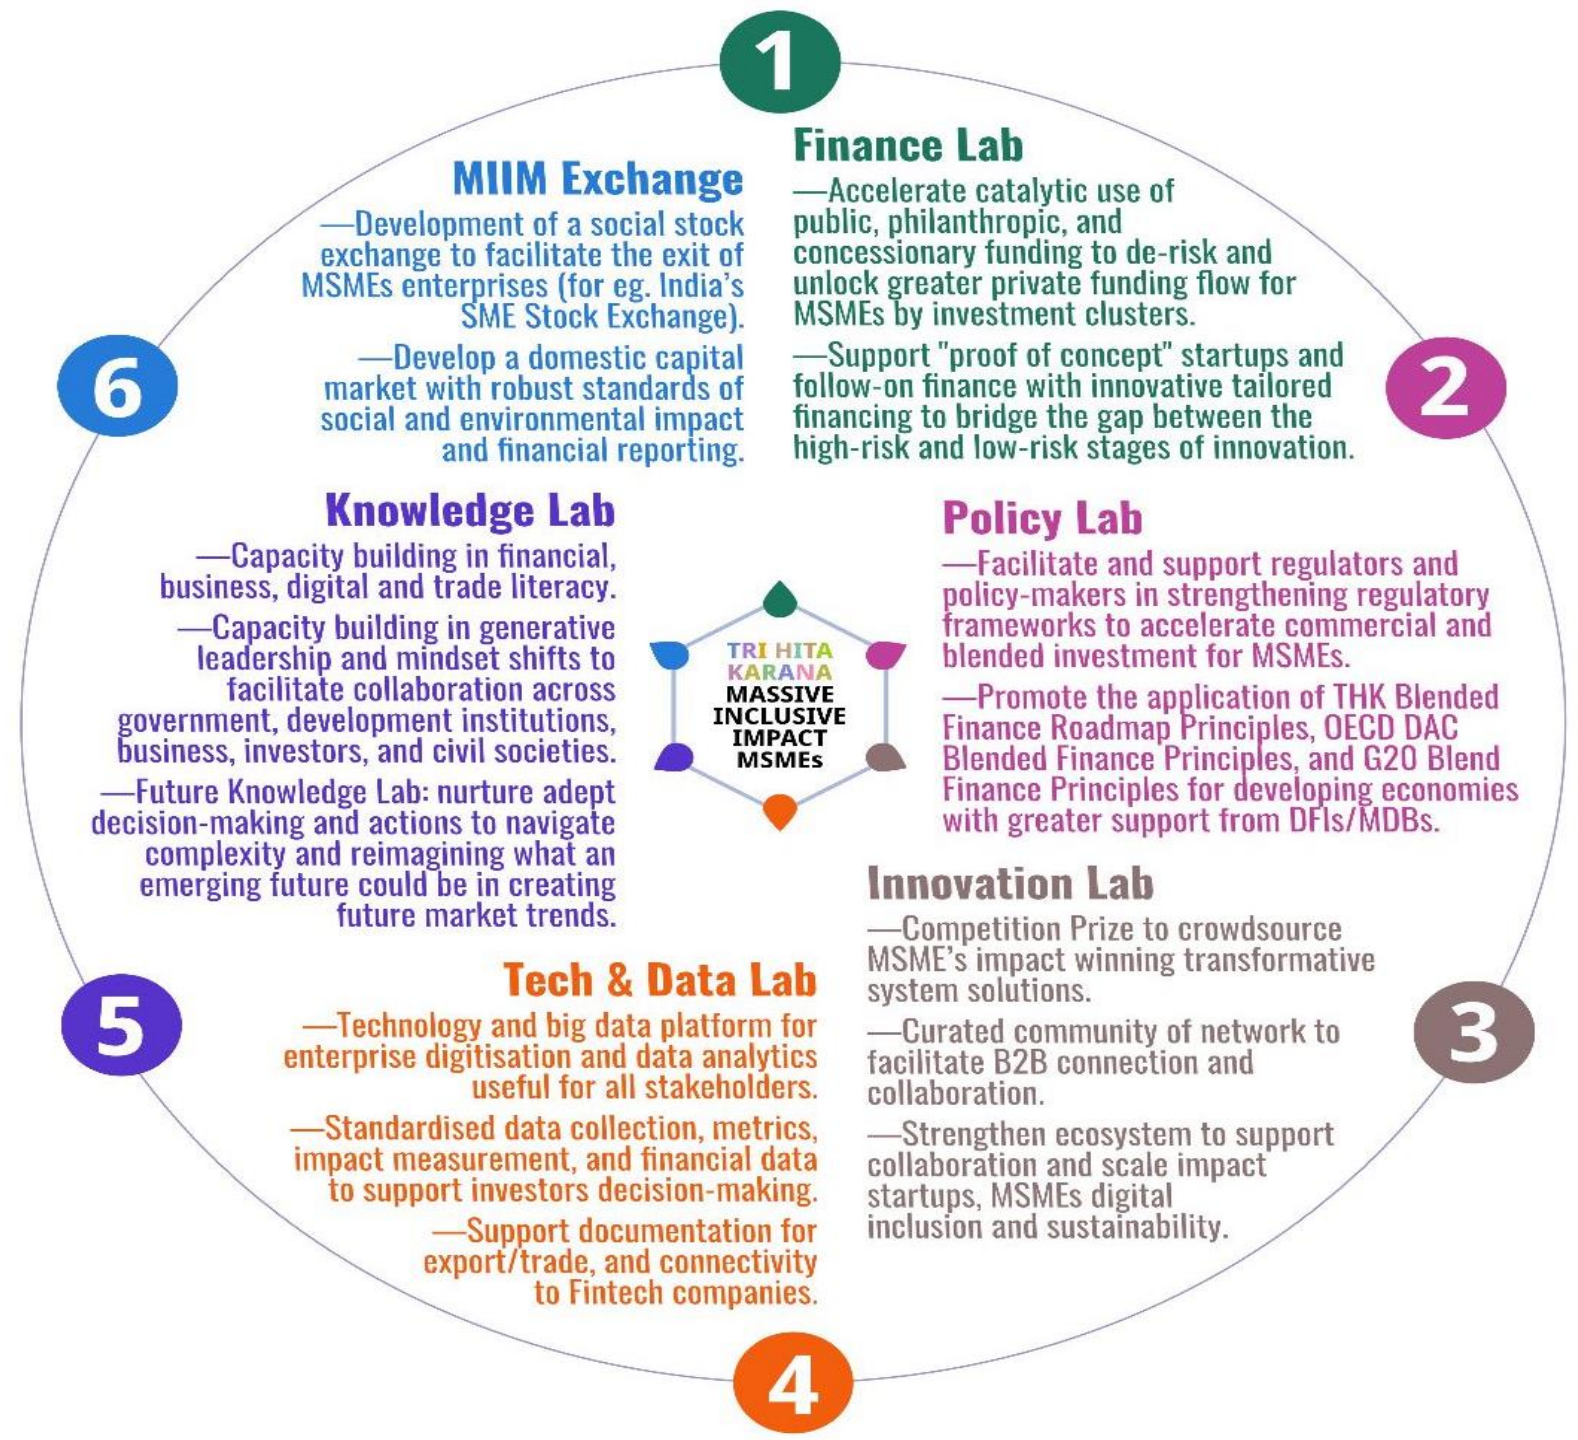 1
Finance Lab
—Accelerate catalytic use of
public, philanthropic, and
concessionary funding to de-risk and
unlock greater private funding flow for
MSMEs by investment clusters.
—Support "proof of concept" startups and
follow-on finance with innovative tailored
financing to bridge the gap between the
high-risk and low-risk stages of innovation.
2
Policy Lab
—Facilitate and support regulators and
policy-makers in strengthening regulatory
frameworks to accelerate commercial and
blended investment for MSMEs.
—Promote the application of THK Blended
Finance Roadmap Principles, OECD DAC
Blended Finance Principles, and G20 Blend
Finance Principles for developing economies
with greater support from DFIs/MDBs.
3
Innovation Lab
—Competition Prize to crowdsource
MSME's impact winning transformative
system solutions.
—Curated community of network to
facilitate B2B connection and
collaboration.
—Strengthen ecosystem to support
collaboration and scale impact
startups, MSMEs digital
inclusion and sustainability.
4
Tech & Data Lab
—Technology and big data platform for
enterprise digitisation and data analytics
useful for all stakeholders.
—Standardised data collection, metrics,
impact measurement, and financial data
to support investors decision-making.
—Support documentation for
export/trade, and connectivity
to Fintech companies.
5
Knowledge Lab
—Capacity building in financial,
business, digital and trade literacy.
—Capacity building in generative
leadership and mindset shifts to
facilitate collaboration across
government, development institutions,
business, investors, and civil societies.
—Future Knowledge Lab: nurture adept
decision-making and actions to navigate
complexity and reimagining what an
emerging future could be in creating
future market trends.
6
MIIM Exchange
—Development of a social stock
exchange to facilitate the exit of
MSMEs enterprises (for eg. India's
SME Stock Exchange).
—Develop a domestic capital
market with robust standards of
social and environmental impact
and financial reporting.
TRI HITA
KARANA
MASSIVE
INCLUSIVE
IMPACT
MSMEs